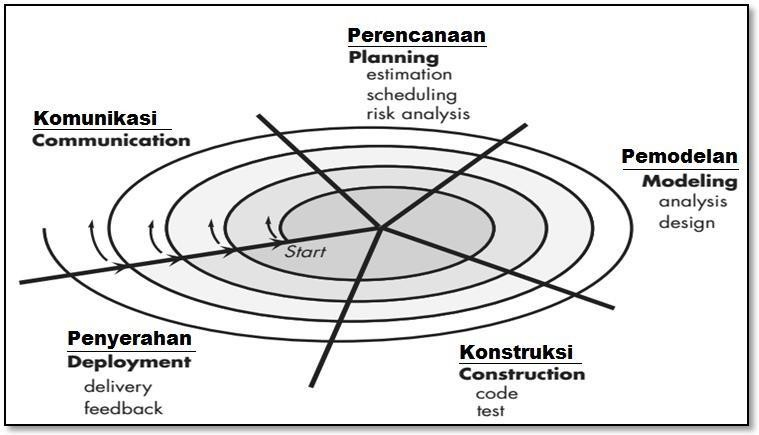 Perencanaan
Planning
estimation
scheduling
risk analysis
Komunikasi
Communication
Pemodelan
Modeling
analysis
design
Start
Penyerahan
Deployment
delivery
feedback
Konstruksi
Construction
code
test